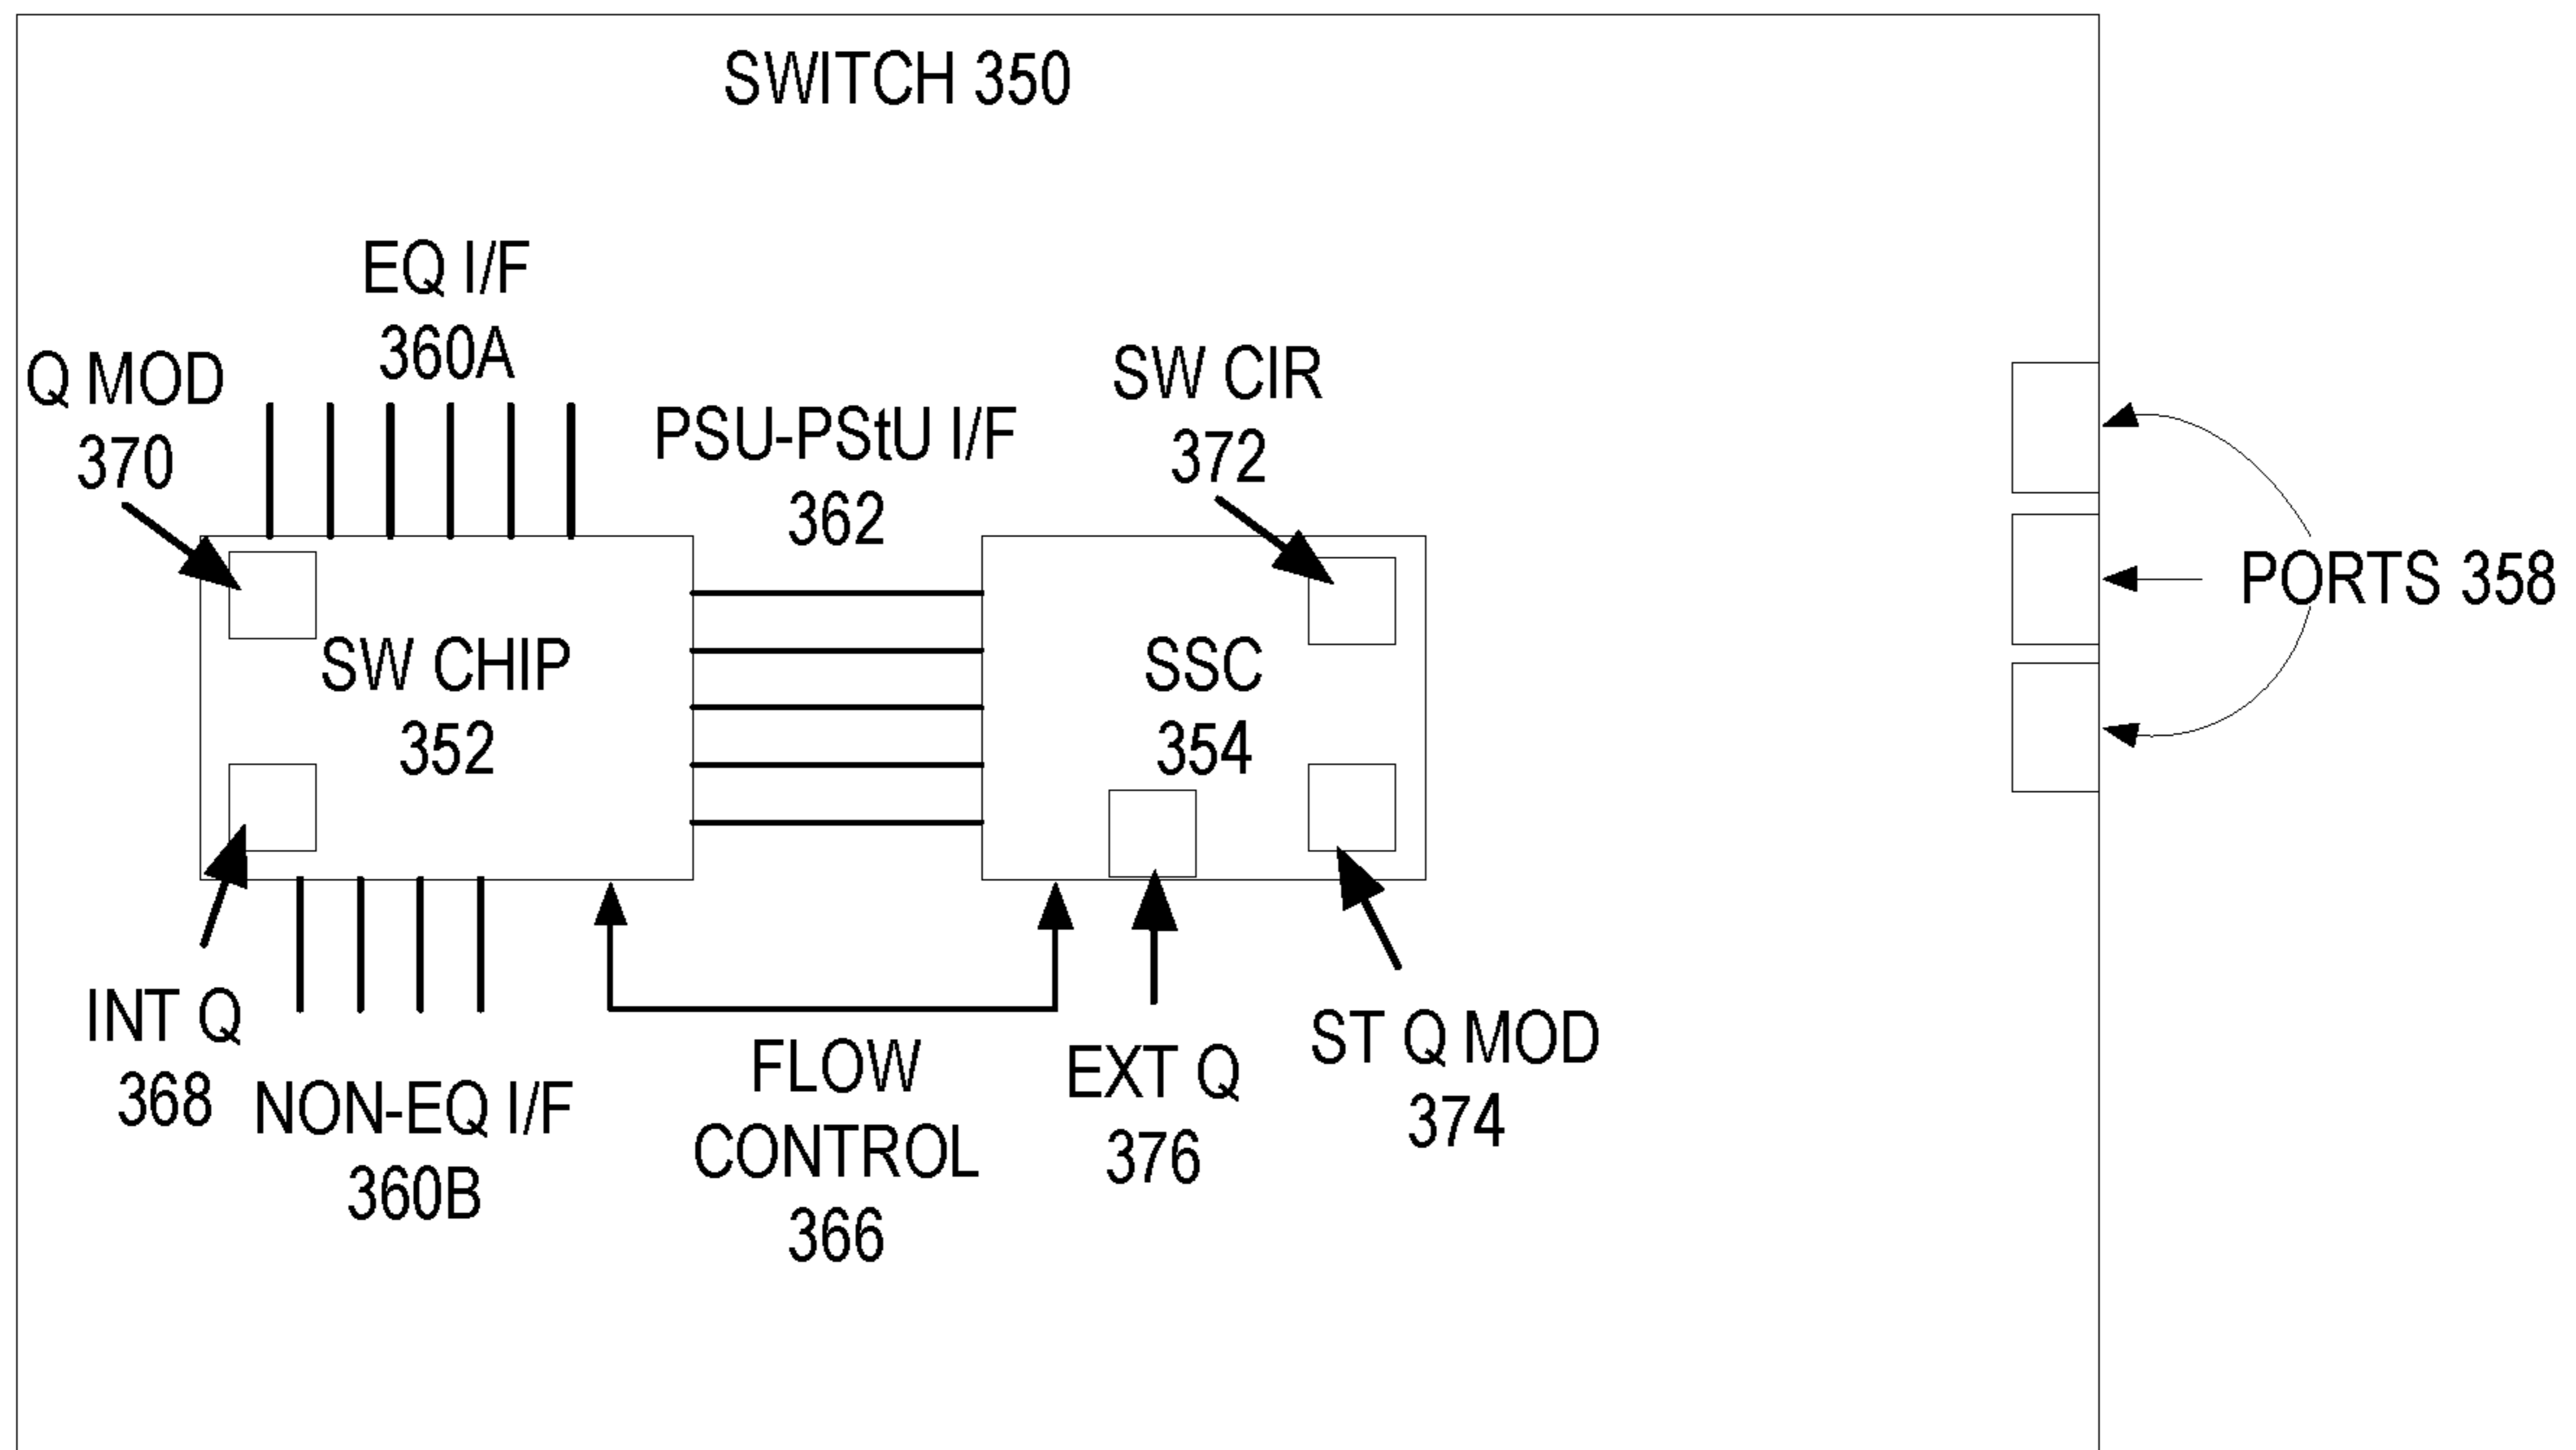 SWITCH 350
EQ I/F
360A
Q MOD
370
PSU-PStU I/F
362
SW CIR
372
PORTS 358
SW CHIP
352
SSC
354
INT Q
368
NON-EQ I/F
360B
FLOW
CONTROL
366
EXT Q
376
ST Q MOD
374